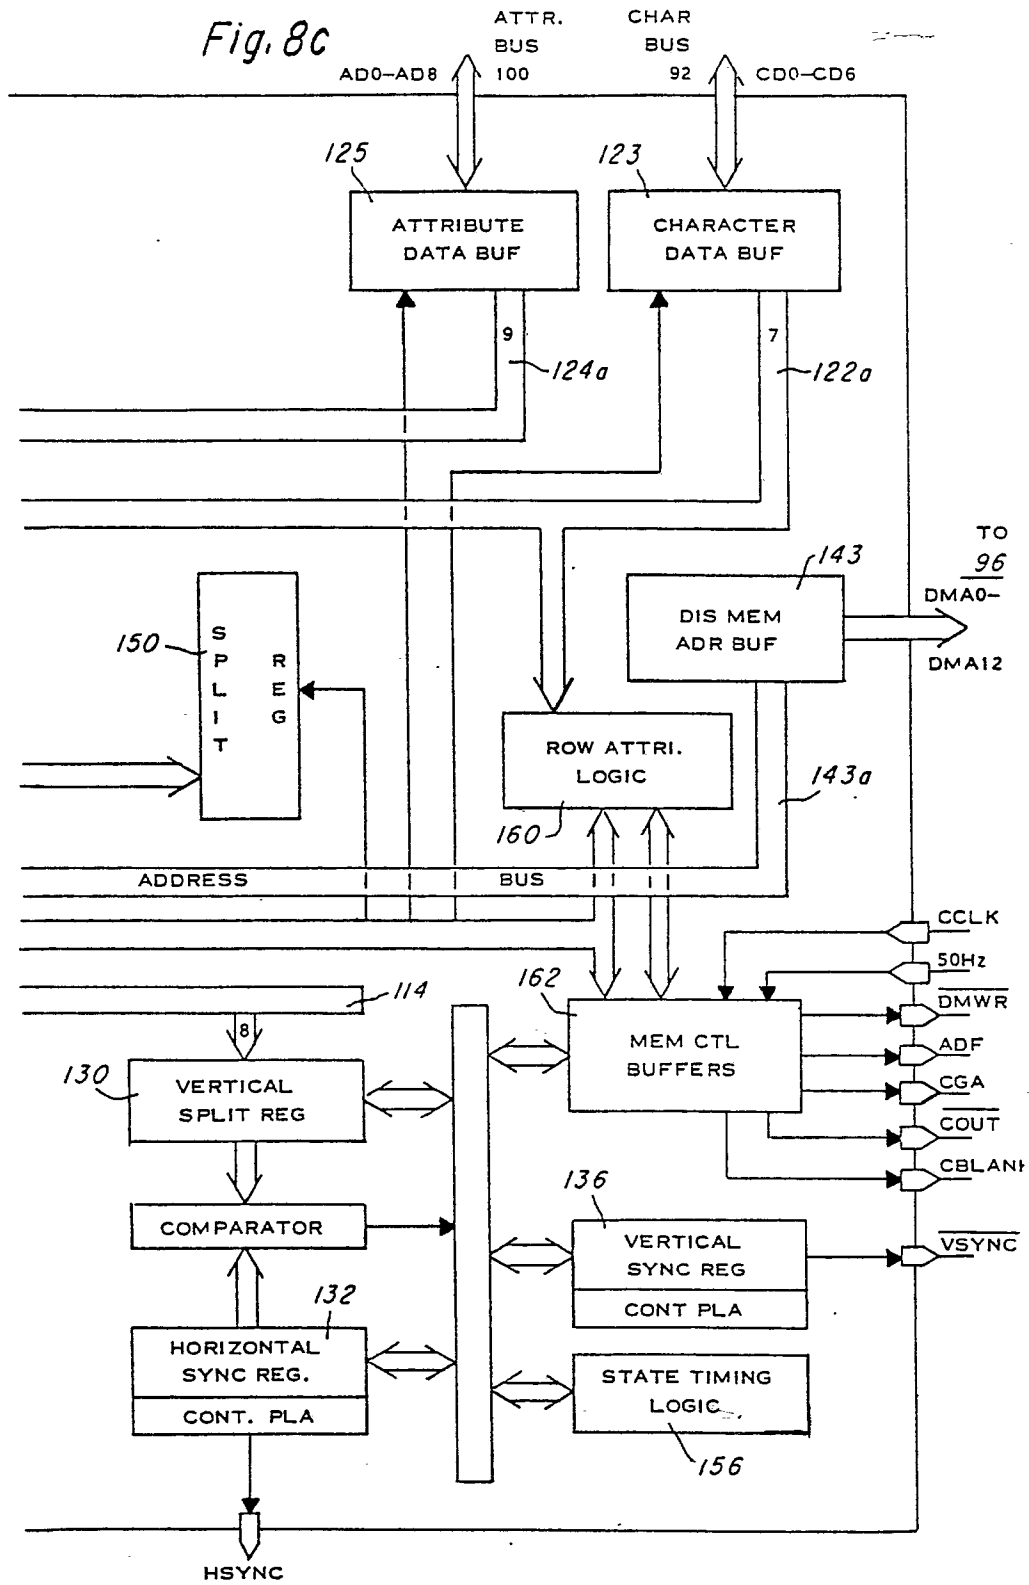 Fig. 8c
ATTR.
BUS
100
AD0-AD8
CHAR
BUS
92
CD0-CD6
125
ATTRIBUTE
DATA BUF
123
CHARACTER
DATA BUF
9
124a
7
122a
TO
96
DMA0-
DMA12
143
DIS MEM
ADR BUF
150
SPLIT
REG
ROW ATTRI.
LOGIC
160
143a
ADDRESS BUS
CCLK
50Hz
DMWR
ADF
CGA
COUT
CBLANK
114
8
162
MEM CTL
BUFFERS
130
VERTICAL
SPLIT REG
COMPARATOR
136
VERTICAL
SYNC REG
CONT PLA
VSYNC
132
HORIZONTAL
SYNC REG.
CONT. PLA
STATE TIMING
LOGIC
156
HSYNC